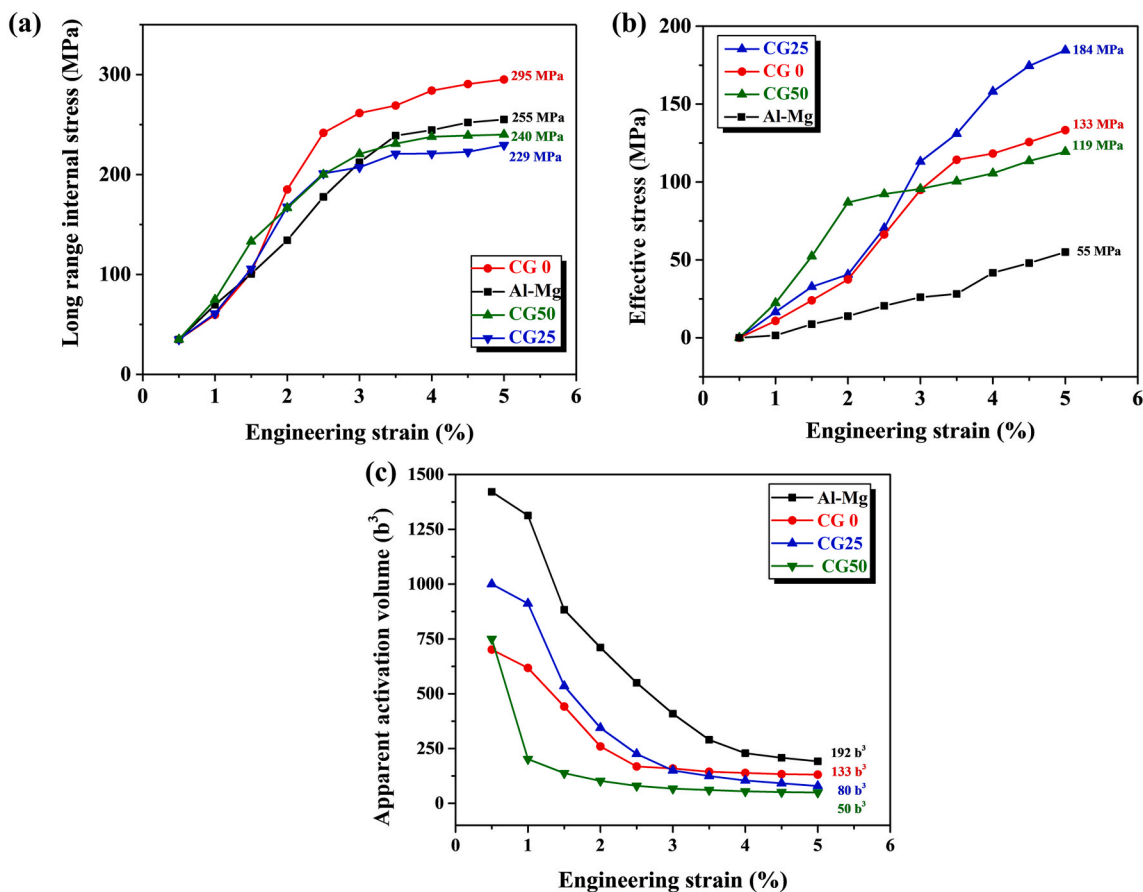 (a)
Long range internal stress (MPa)
300
200
100
0
0 1 2 3 4 5 6
Engineering strain (%)
295 MPa
255 MPa
240 MPa
229 MPa
CG 0
Al-Mg
CG50
CG25
(b)
Effective stress (MPa)
200
150
100
50
0
0 1 2 3 4 5 6
Engineering strain (%)
CG25
CG 0
CG50
Al-Mg
184 MPa
133 MPa
119 MPa
55 MPa
(c)
Apparent activation volume (b³)
1500
1250
1000
750
500
250
0
0 1 2 3 4 5 6
Engineering strain (%)
Al-Mg
CG 0
CG25
CG50
192 b³
133 b³
80 b³
50 b³